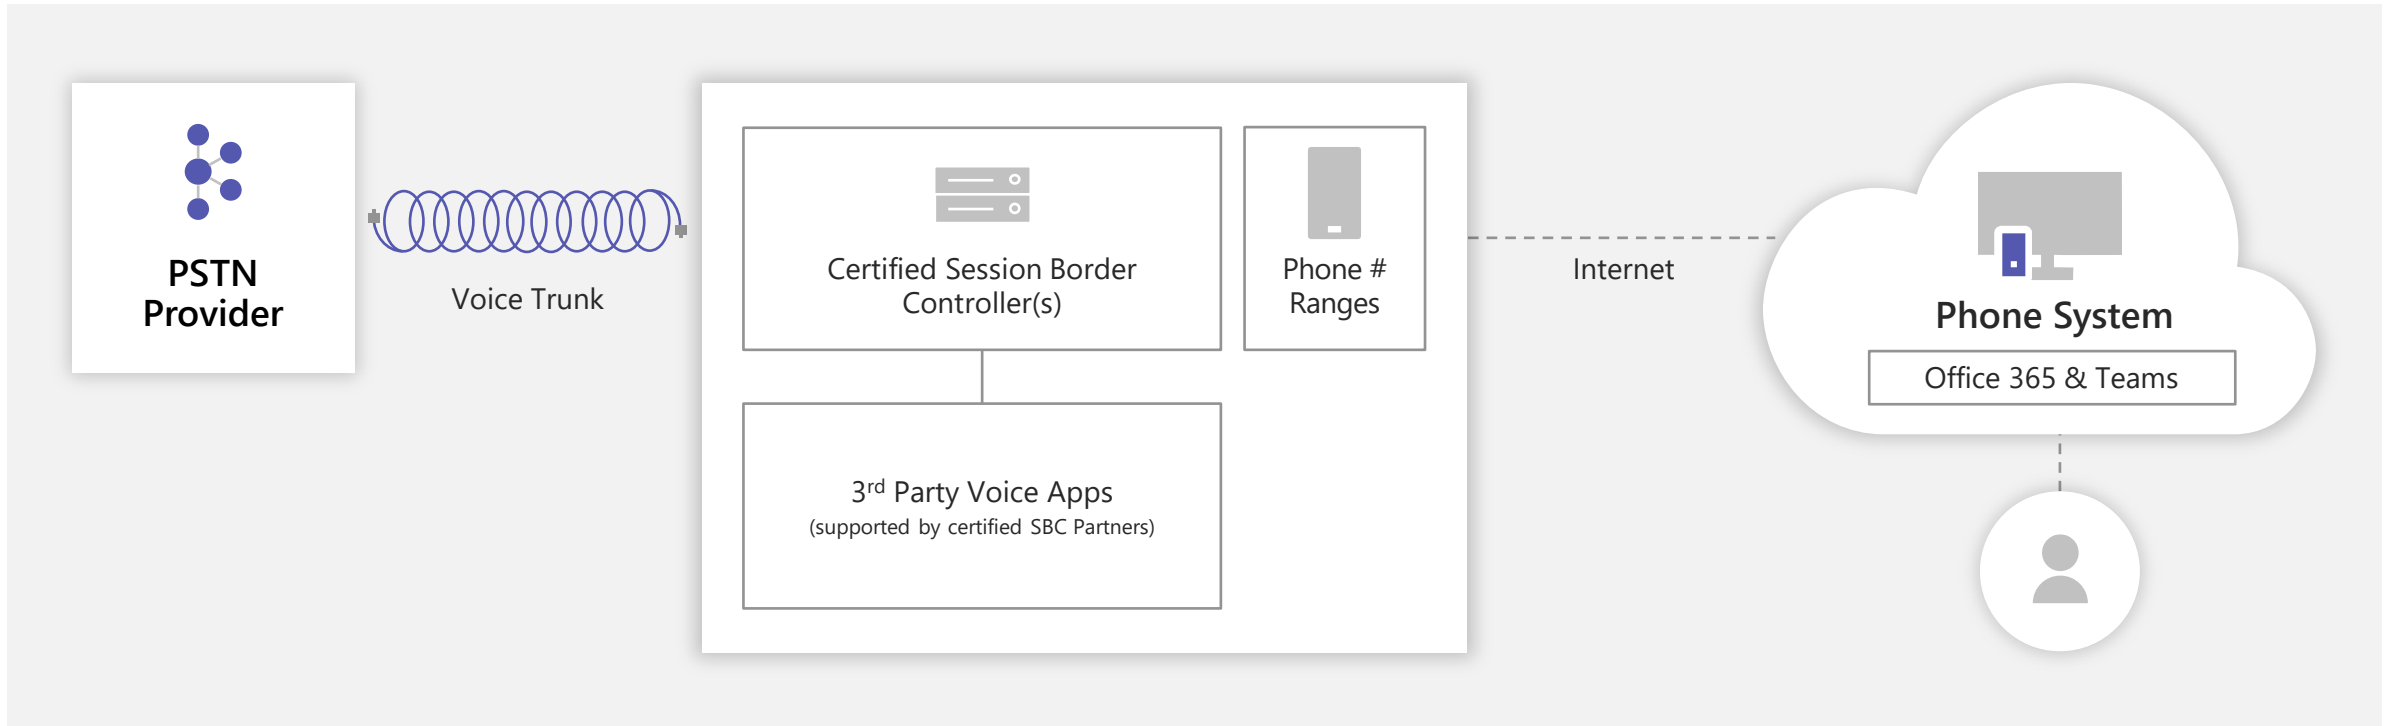 PSTN
Provider
Voice Trunk
Certified Session Border
Controller(s)
Phone #
Ranges
3rd Party Voice Apps
(supported by certified SBC Partners)
Internet
Phone System
Office 365 & Teams